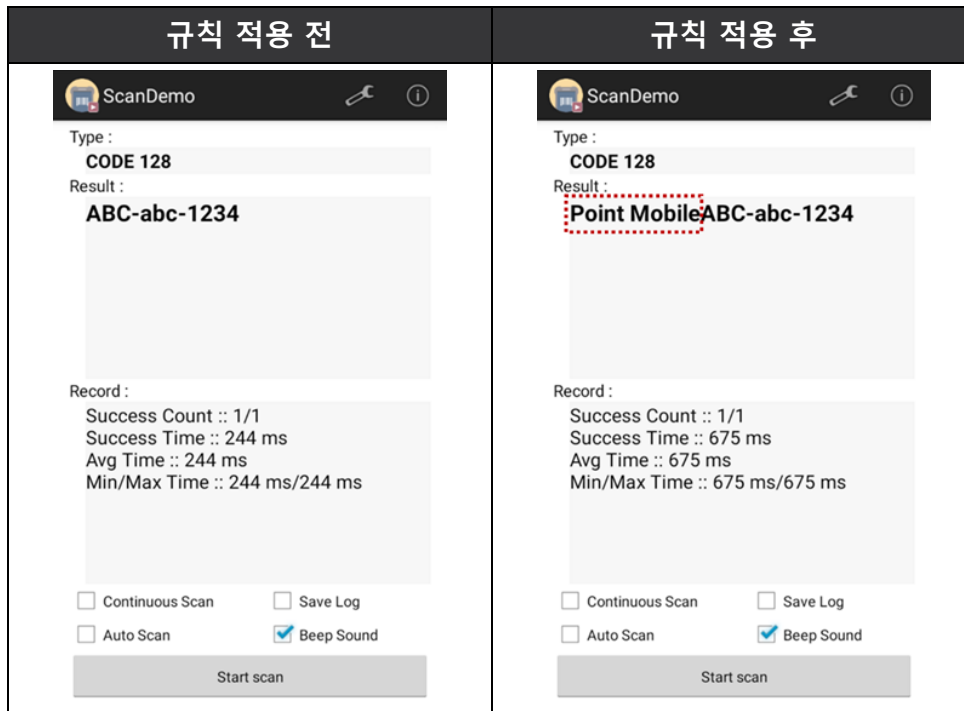 규칙 적용 전
규칙 적용 후
ScanDemo
Type :
CODE 128
Result :
ABC-abc-1234
Record :
Success Count :: 1/1
Success Time :: 244 ms
Avg Time :: 244 ms
Min/Max Time :: 244 ms/244 ms
Continuous Scan
Save Log
Auto Scan
Beep Sound
Start scan
ScanDemo
Type :
CODE 128
Result :
Point MobileABC-abc-1234
Record :
Success Count :: 1/1
Success Time :: 675 ms
Avg Time :: 675 ms
Min/Max Time :: 675 ms/675 ms
Continuous Scan
Save Log
Auto Scan
Beep Sound
Start scan